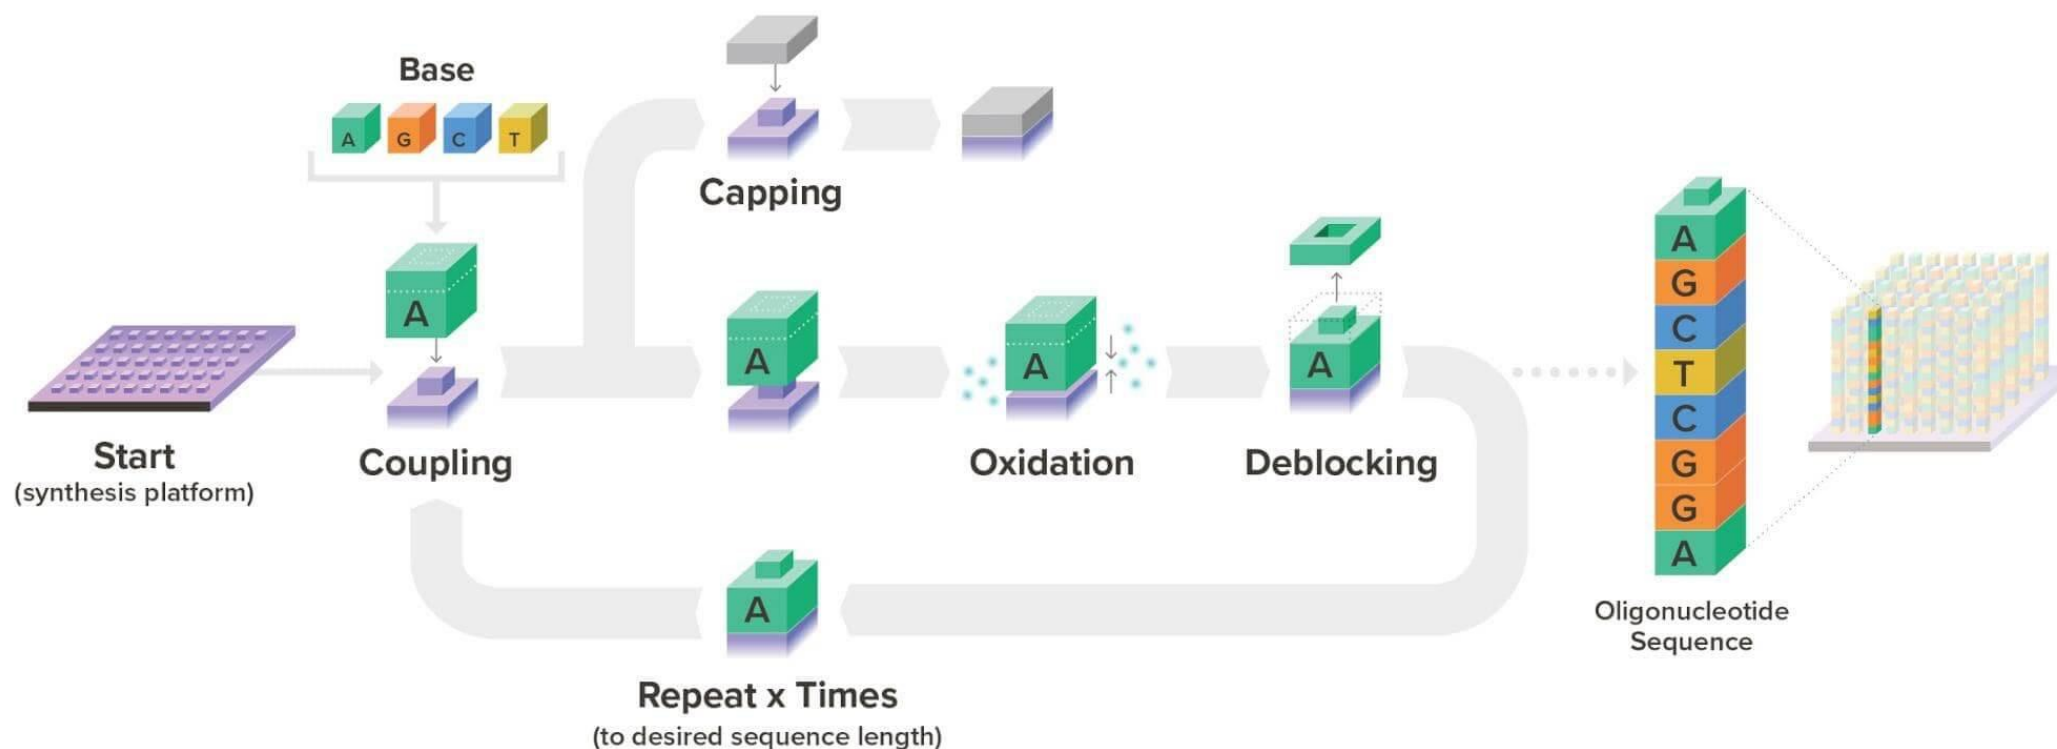 Base
A G C T
A
Start
(synthesis platform)
Coupling
Capping
A
A
Oxidation
A
Deblocking
A
Repeat x Times
(to desired sequence length)
A
G
C
T
C
G
G
A
Oligonucleotide
Sequence